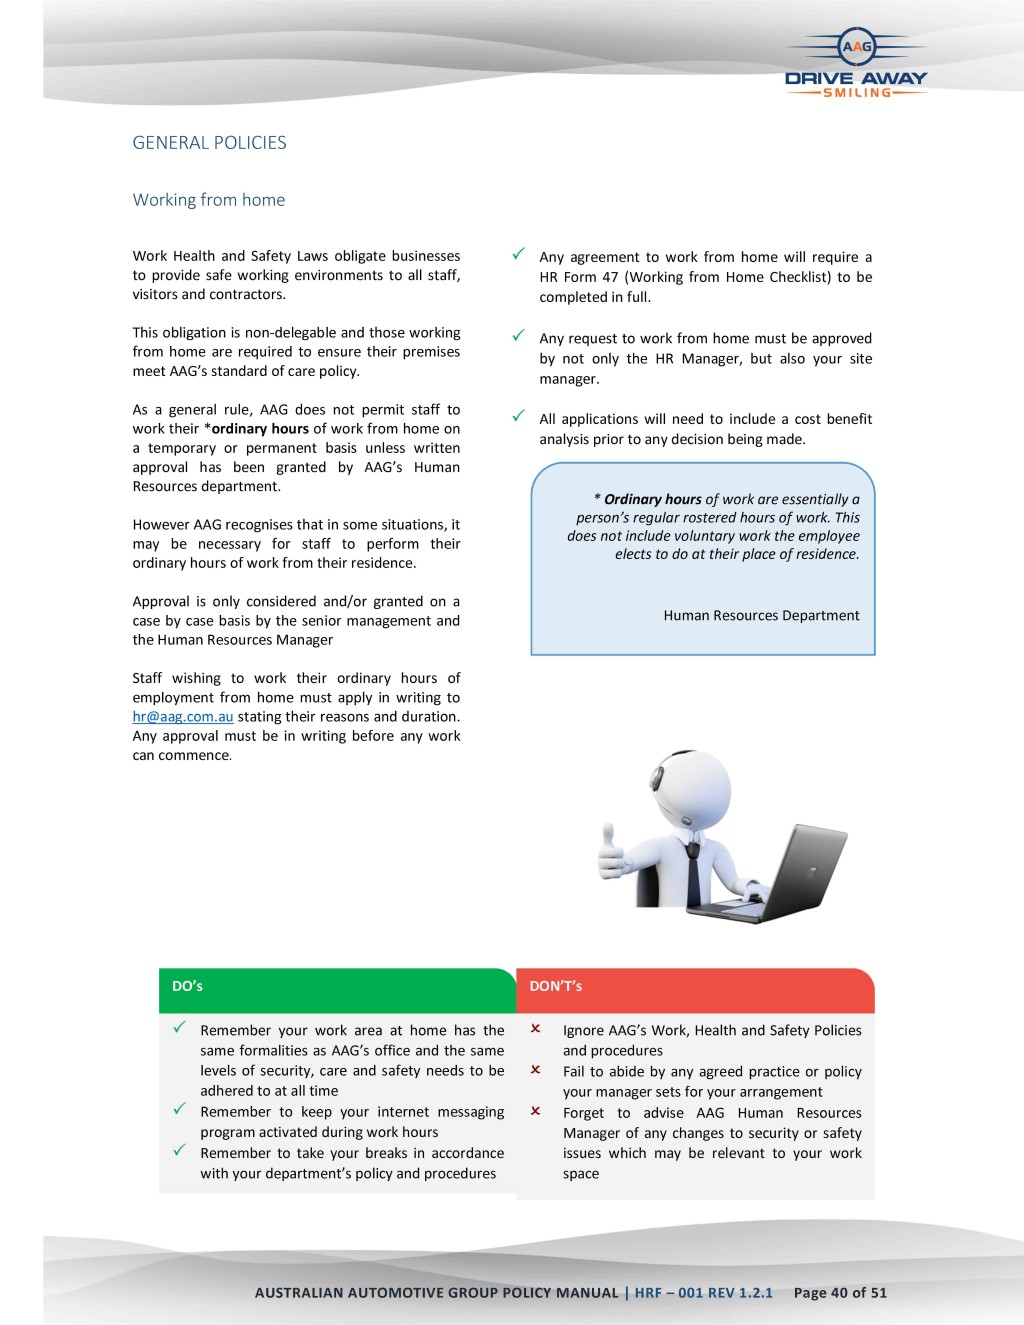 AAG
DRIVE AWAY
SMILING
GENERAL POLICIES
Working from home
Work Health and Safety Laws obligate businesses
to provide safe working environments to all staff,
visitors and contractors.
This obligation is non-delegable and those working
from home are required to ensure their premises
meet AAG’s standard of care policy.
As a general rule, AAG does not permit staff to
work their *ordinary hours of work from home on
a temporary or permanent basis unless written
approval has been granted by AAG’s Human
Resources department.
However AAG recognises that in some situations, it
may be necessary for staff to perform their
ordinary hours of work from their residence.
Approval is only considered and/or granted on a
case by case basis by the senior management and
the Human Resources Manager
Staff wishing to work their ordinary hours of
employment from home must apply in writing to
hr@aag.com.au stating their reasons and duration.
Any approval must be in writing before any work
can commence.
✓ Any agreement to work from home will require a
HR Form 47 (Working from Home Checklist) to be
completed in full.
✓ Any request to work from home must be approved
by not only the HR Manager, but also your site
manager.
✓ All applications will need to include a cost benefit
analysis prior to any decision being made.
* Ordinary hours of work are essentially a
person’s regular rostered hours of work. This
does not include voluntary work the employee
elects to do at their place of residence.
Human Resources Department
DO’s
✓ Remember your work area at home has the
same formalities as AAG’s office and the same
levels of security, care and safety needs to be
adhered to at all time
✓ Remember to keep your internet messaging
program activated during work hours
✓ Remember to take your breaks in accordance
with your department’s policy and procedures
DON’T’s
✘ Ignore AAG’s Work, Health and Safety Policies
and procedures
✘ Fail to abide by any agreed practice or policy
your manager sets for your arrangement
✘ Forget to advise AAG Human Resources
Manager of any changes to security or safety
issues which may be relevant to your work
space
AUSTRALIAN AUTOMOTIVE GROUP POLICY MANUAL | HRF – 001 REV 1.2.1 Page 40 of 51